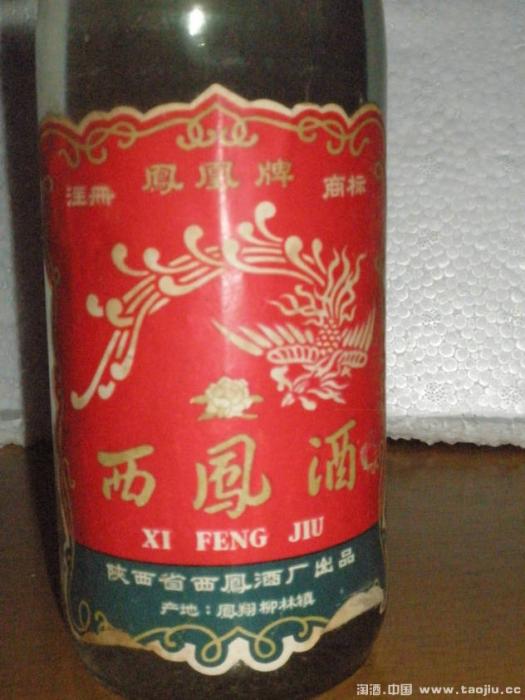 注册 鳳凰牌 商标
西鳳酒
XI FENG JIU
陕西省西鳳酒厂出品
产地：鳳翔柳林镇
淘酒.中国 www.taojiu.cc